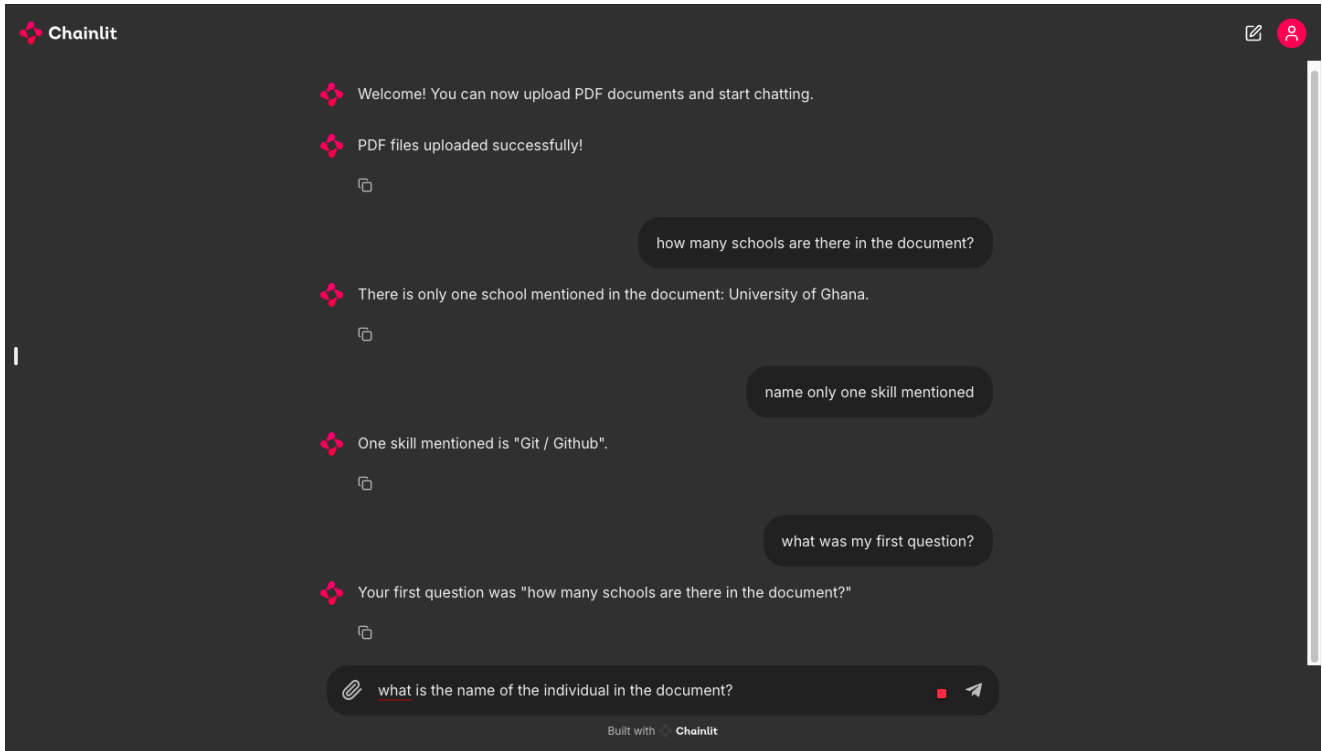 Chainlit
Welcome! You can now upload PDF documents and start chatting.
PDF files uploaded successfully!
how many schools are there in the document?
There is only one school mentioned in the document: University of Ghana.
name only one skill mentioned
One skill mentioned is "Git / Github".
what was my first question?
Your first question was "how many schools are there in the document?"
what is the name of the individual in the document?
Built with Chainlit